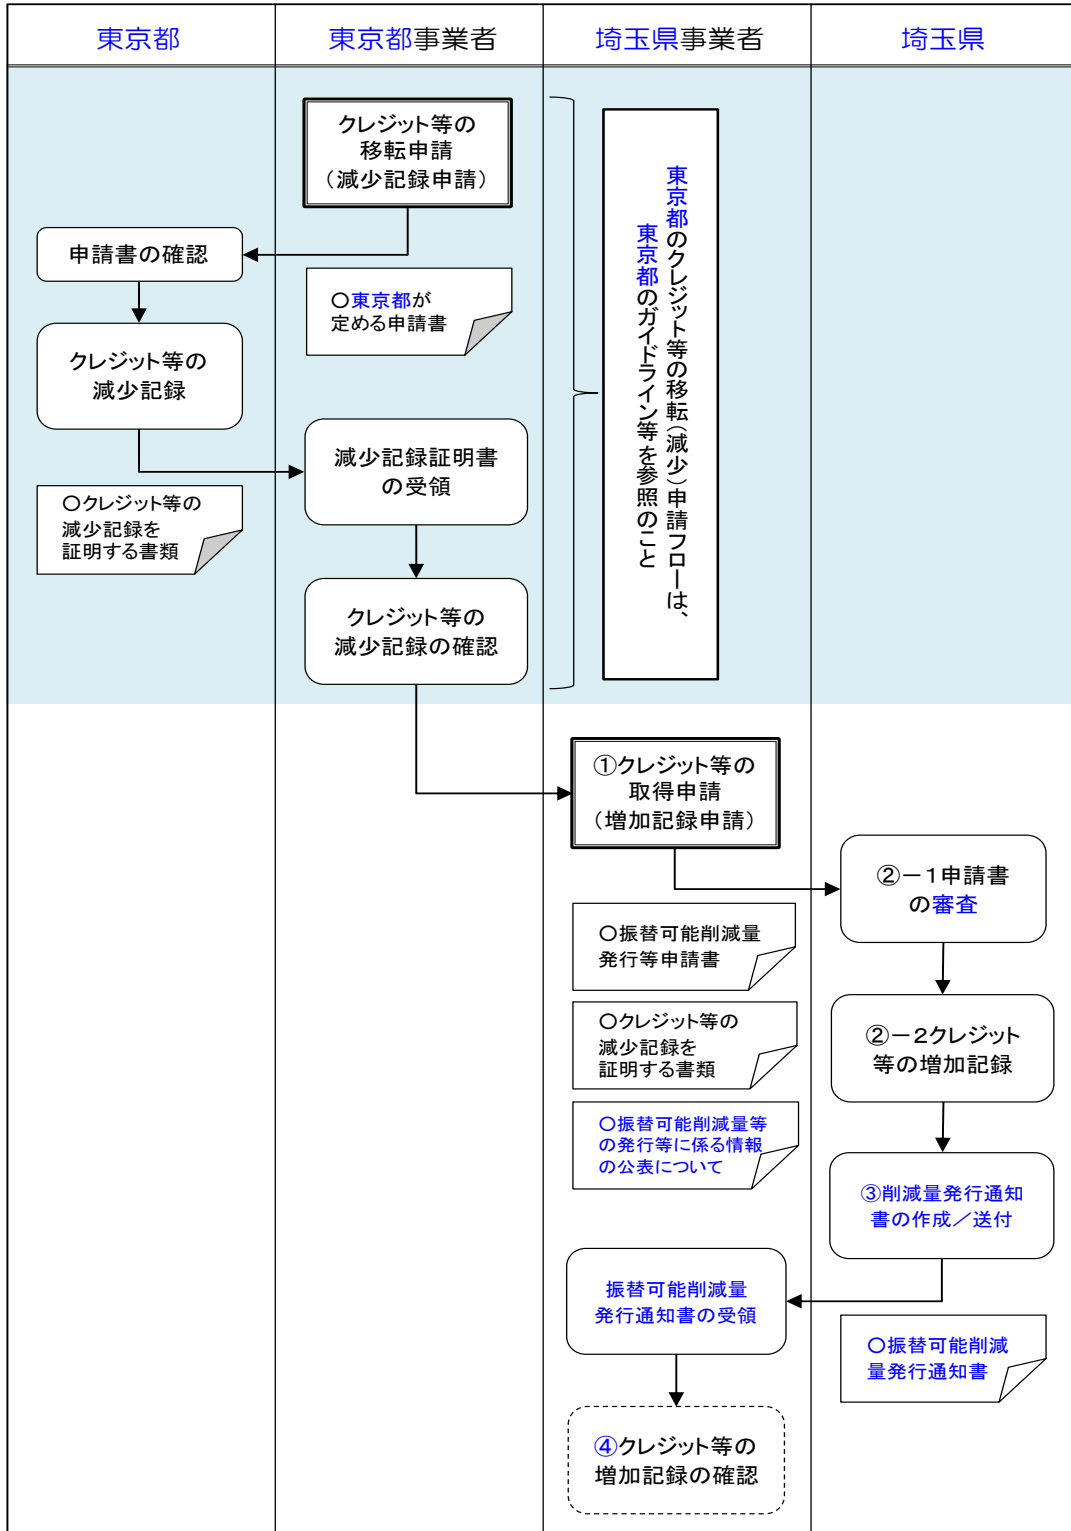 東京都
東京都事業者
埼玉県事業者
埼玉県
クレジット等の
移転申請
（減少記録申請）
申請書の確認
○東京都が
定める申請書
クレジット等の
減少記録
減少記録証明書
の受領
○クレジット等の
減少記録を
証明する書類
クレジット等の
減少記録の確認
東京都のクレジット等の移転（減少）申請フローは、
東京都のガイドライン等を参照のこと
①クレジット等の
取得申請
（増加記録申請）
②－１申請書
の審査
○振替可能削減量
発行等申請書
○クレジット等の
減少記録を
証明する書類
②－２クレジット
等の増加記録
○振替可能削減量等
の発行等に係る情報
の公表について
③削減量発行通知
書の作成／送付
振替可能削減量
発行通知書の受領
○振替可能削減
量発行通知書
④クレジット等の
増加記録の確認